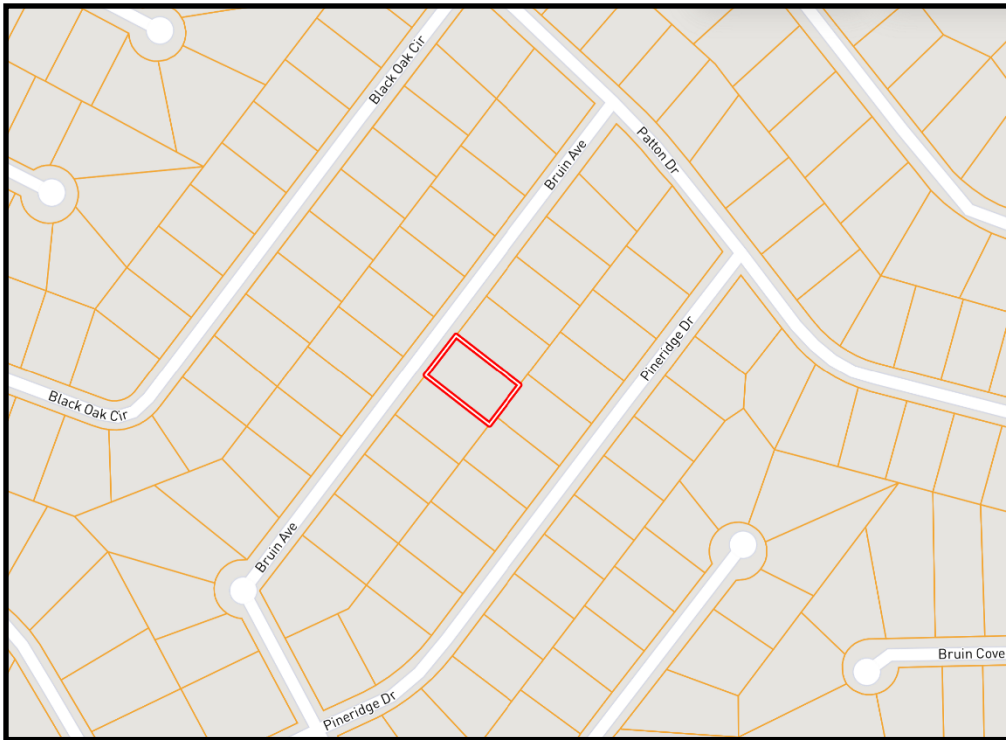 Black Oak Cir
Bruin Ave
Patton Dr
Pineridge Dr
Black Oak Cir
Bruin Ave
Bruin Cove
Pineridge Dr